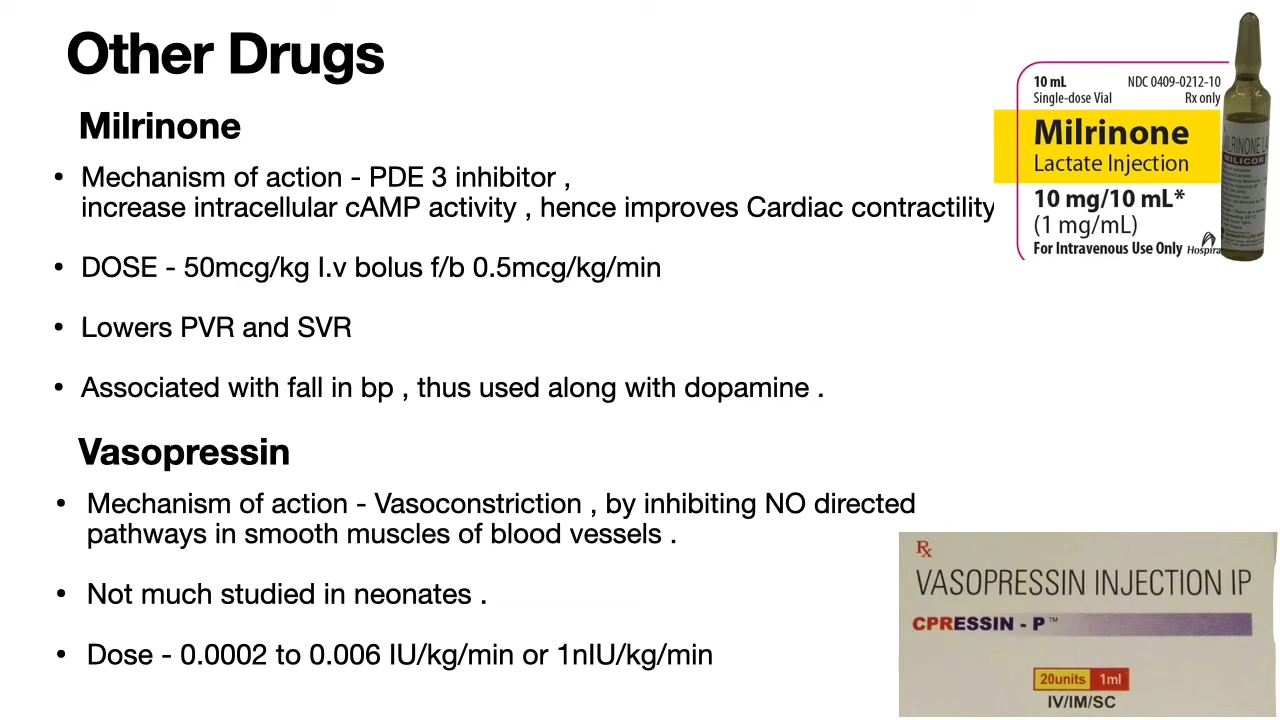 Other Drugs
Milrinone
• Mechanism of action - PDE 3 inhibitor ,
increase intracellular cAMP activity , hence improves Cardiac contractility
• DOSE - 50mcg/kg I.v bolus f/b 0.5mcg/kg/min
• Lowers PVR and SVR
• Associated with fall in bp , thus used along with dopamine .
10 mL NDC 0409-0212-10
Single-dose Vial Rx only
Milrinone
Lactate Injection
10 mg/10 mL*
(1 mg/mL)
For Intravenous Use Only Hospira
MILRINONE
MILICOR
Vasopressin
• Mechanism of action - Vasoconstriction , by inhibiting NO directed
pathways in smooth muscles of blood vessels .
• Not much studied in neonates .
• Dose - 0.0002 to 0.006 IU/kg/min or 1nIU/kg/min
Rx
VASOPRESSIN INJECTION IP
CPRESSIN - P™
20units 1ml
IV/IM/SC